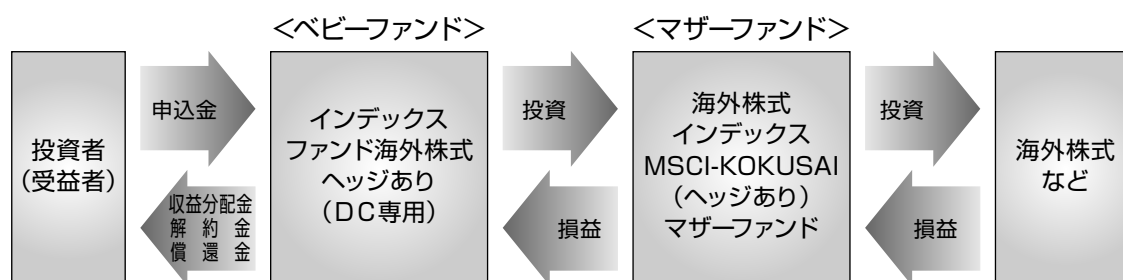 ＜ベビーファンド＞
＜マザーファンド＞
投資者
（受益者）
申込金
収益分配金
解約金
償還金
インデックス
ファンド海外株式
ヘッジあり
（DC専用）
投資
損益
海外株式
インデックス
MSCI-KOKUSAI
（ヘッジあり）
マザーファンド
投資
損益
海外株式
など